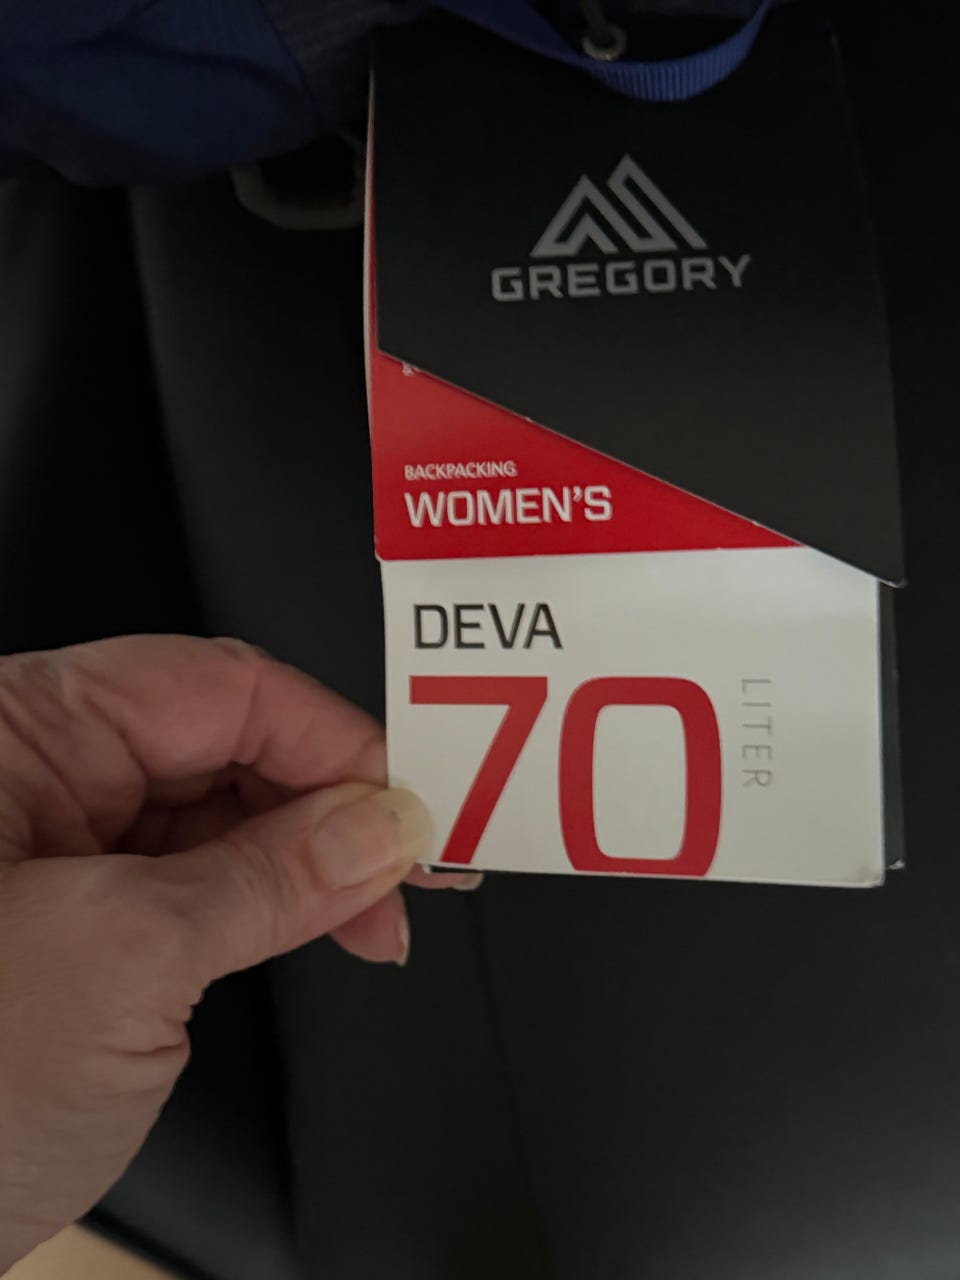 GREGORY
BACKPACKING
WOMEN'S
DEVA
70
LITER